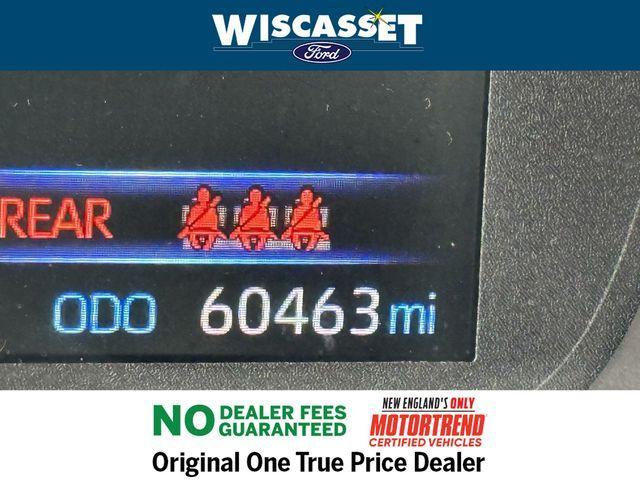 WISCASSET
Ford
REAR
ODO 60463 mi
NO DEALER FEES GUARANTEED
NEW ENGLAND'S ONLY
MOTORTREND
CERTIFIED VEHICLES
Original One True Price Dealer